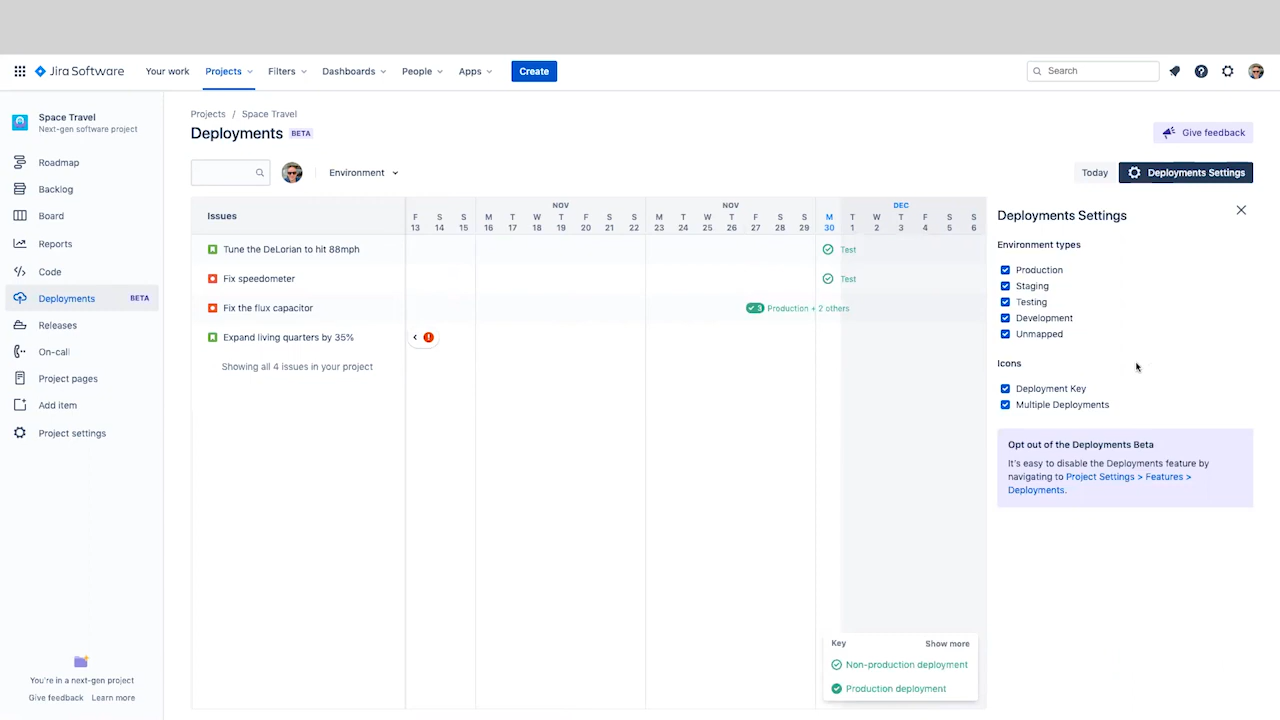 Jira Software
Your work
Projects
Filters
Dashboards
People
Apps
Create
Search
Space Travel
Next-gen software project
Roadmap
Backlog
Board
Reports
Code
Deployments BETA
Releases
On-call
Project pages
Add item
Project settings
You're in a next-gen project
Give feedback Learn more
Projects / Space Travel
Deployments BETA
Give feedback
Environment
Today
Deployments Settings
Issues
NOV NOV DEC
F S S M T W T F S S M T W T F S S M T W T F S S
13 14 15 16 17 18 19 20 21 22 23 24 25 26 27 28 29 30 1 2 3 4 5 6
Tune the DeLorian to hit 88mph
Test
Fix speedometer
Test
Fix the flux capacitor
3 Production + 2 others
Expand living quarters by 35%
Showing all 4 issues in your project
Key Show more
Non-production deployment
Production deployment
Deployments Settings
Environment types
Production
Staging
Testing
Development
Unmapped
Icons
Deployment Key
Multiple Deployments
Opt out of the Deployments Beta
It's easy to disable the Deployments feature by
navigating to Project Settings > Features >
Deployments.